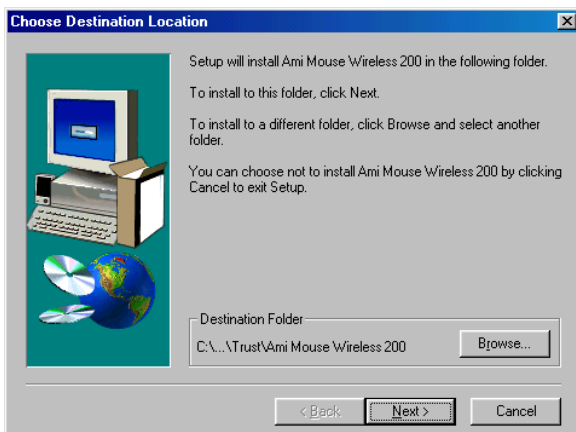 Choose Destination Location
Setup will install Ami Mouse Wireless 200 in the following folder.
To install to this folder, click Next.
To install to a different folder, click Browse and select another
folder.
You can choose not to install Ami Mouse Wireless 200 by clicking
Cancel to exit Setup.
Destination Folder
C:\...\Trust\Ami Mouse Wireless 200
Browse...
< Back
Next >
Cancel